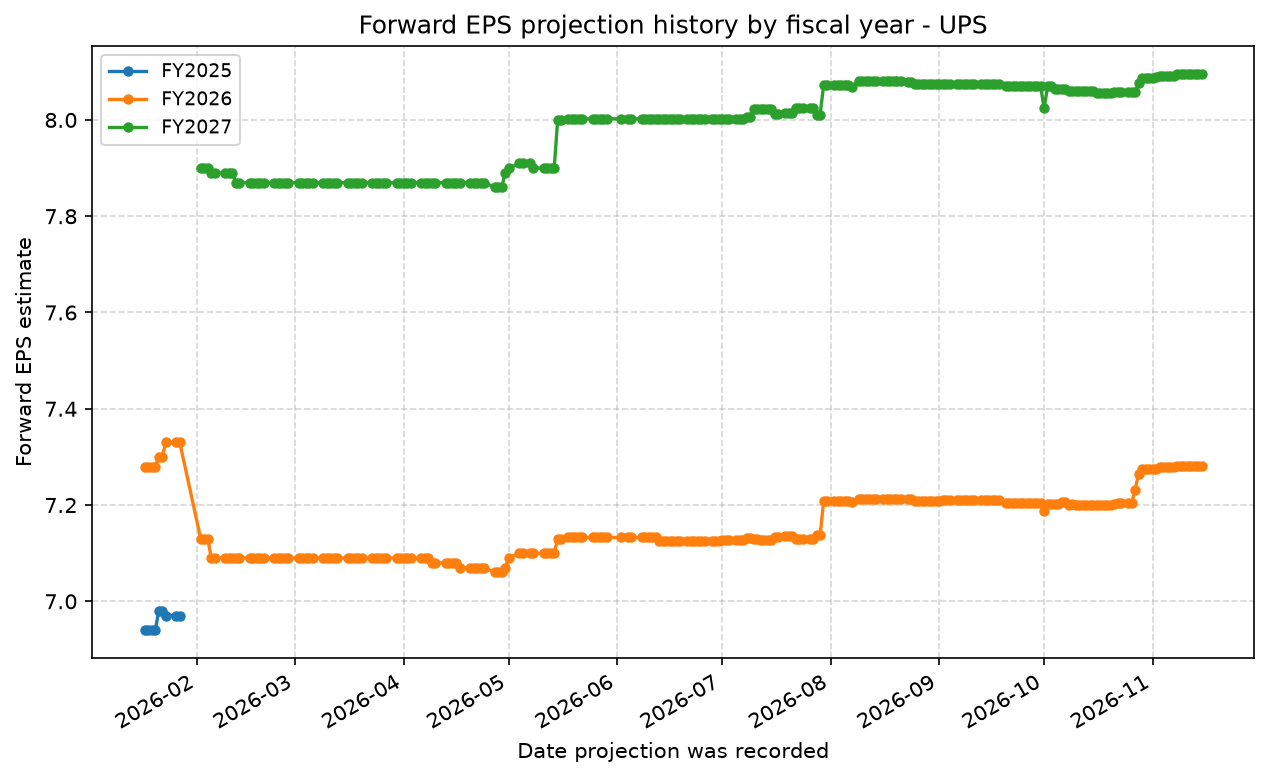 Forward EPS projection history by fiscal year - UPS
FY2025
FY2026
FY2027
Forward EPS estimate
8.0
7.8
7.6
7.4
7.2
7.0
2026-02
2026-03
2026-04
2026-05
2026-06
2026-07
2026-08
2026-09
2026-10
2026-11
Date projection was recorded